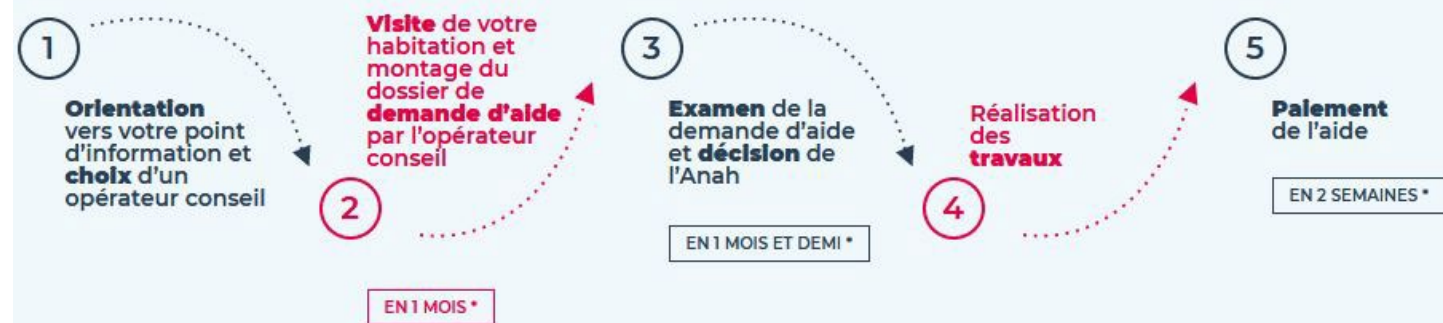 1
Orientation
vers votre point
d'information et
choix d'un
opérateur conseil
2
Visite de votre
habitation et
montage du
dossier de
demande d'aide
par l'opérateur
conseil
EN 1 MOIS *
3
Examen de la
demande d'aide
et décision de
l'Anah
EN 1 MOIS ET DEMI *
4
Réalisation
des
travaux
5
Paiement
de l'aide
EN 2 SEMAINES *